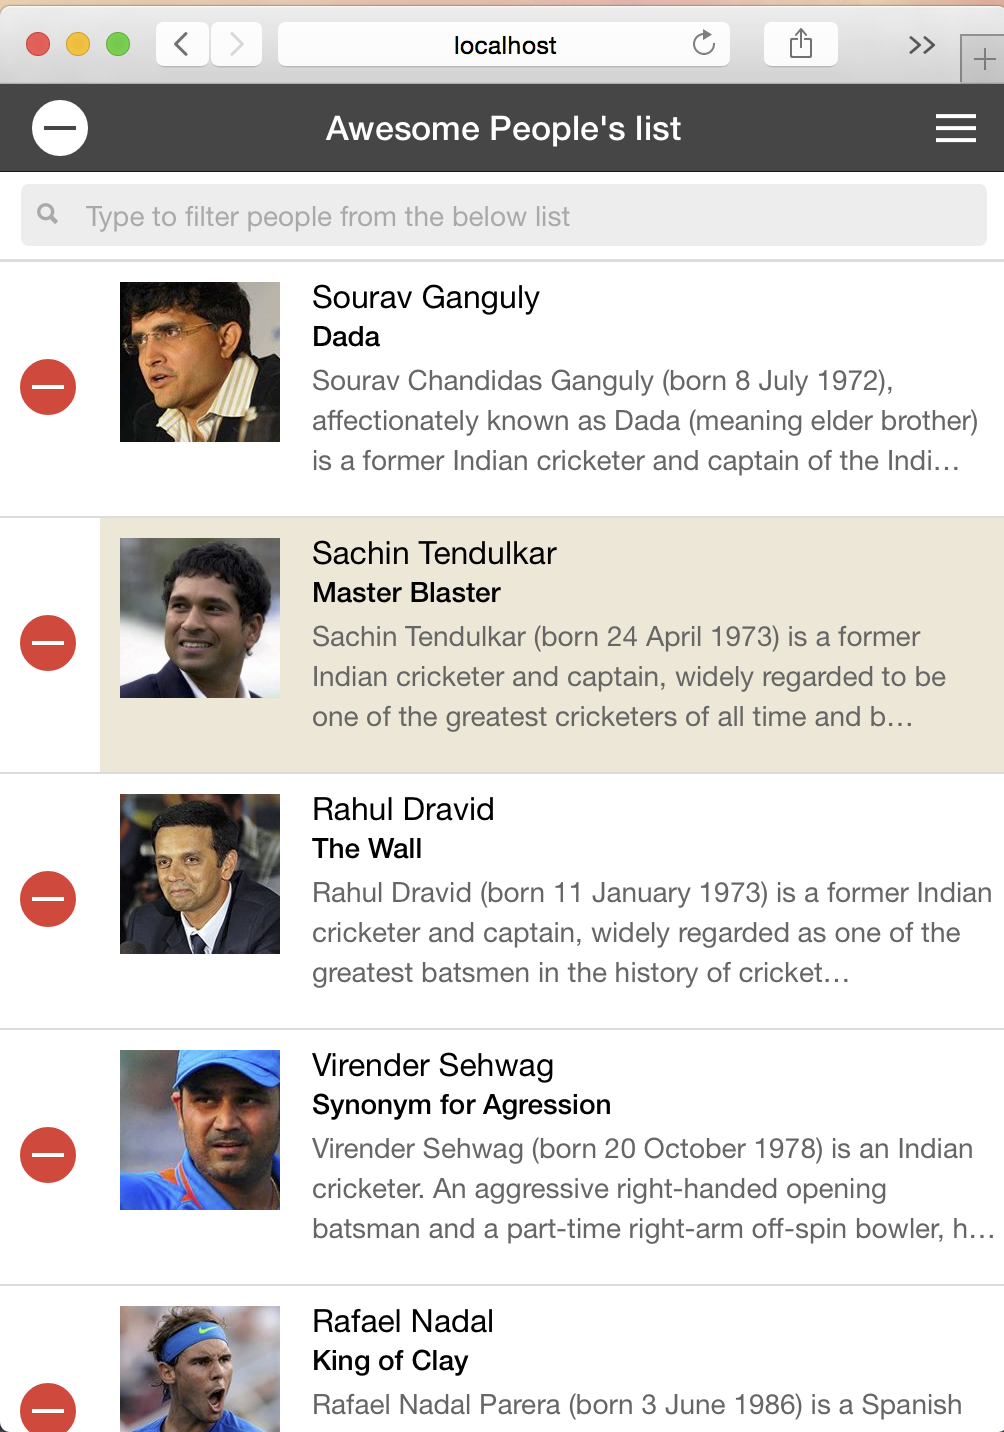 localhost
Awesome People's list
Type to filter people from the below list
Sourav Ganguly
Dada
Sourav Chandidas Ganguly (born 8 July 1972),
affectionately known as Dada (meaning elder brother)
is a former Indian cricketer and captain of the Indi…
Sachin Tendulkar
Master Blaster
Sachin Tendulkar (born 24 April 1973) is a former
Indian cricketer and captain, widely regarded to be
one of the greatest cricketers of all time and b…
Rahul Dravid
The Wall
Rahul Dravid (born 11 January 1973) is a former Indian
cricketer and captain, widely regarded as one of the
greatest batsmen in the history of cricket…
Virender Sehwag
Synonym for Agression
Virender Sehwag (born 20 October 1978) is an Indian
cricketer. An aggressive right-handed opening
batsman and a part-time right-arm off-spin bowler, h…
Rafael Nadal
King of Clay
Rafael Nadal Parera (born 3 June 1986) is a Spanish